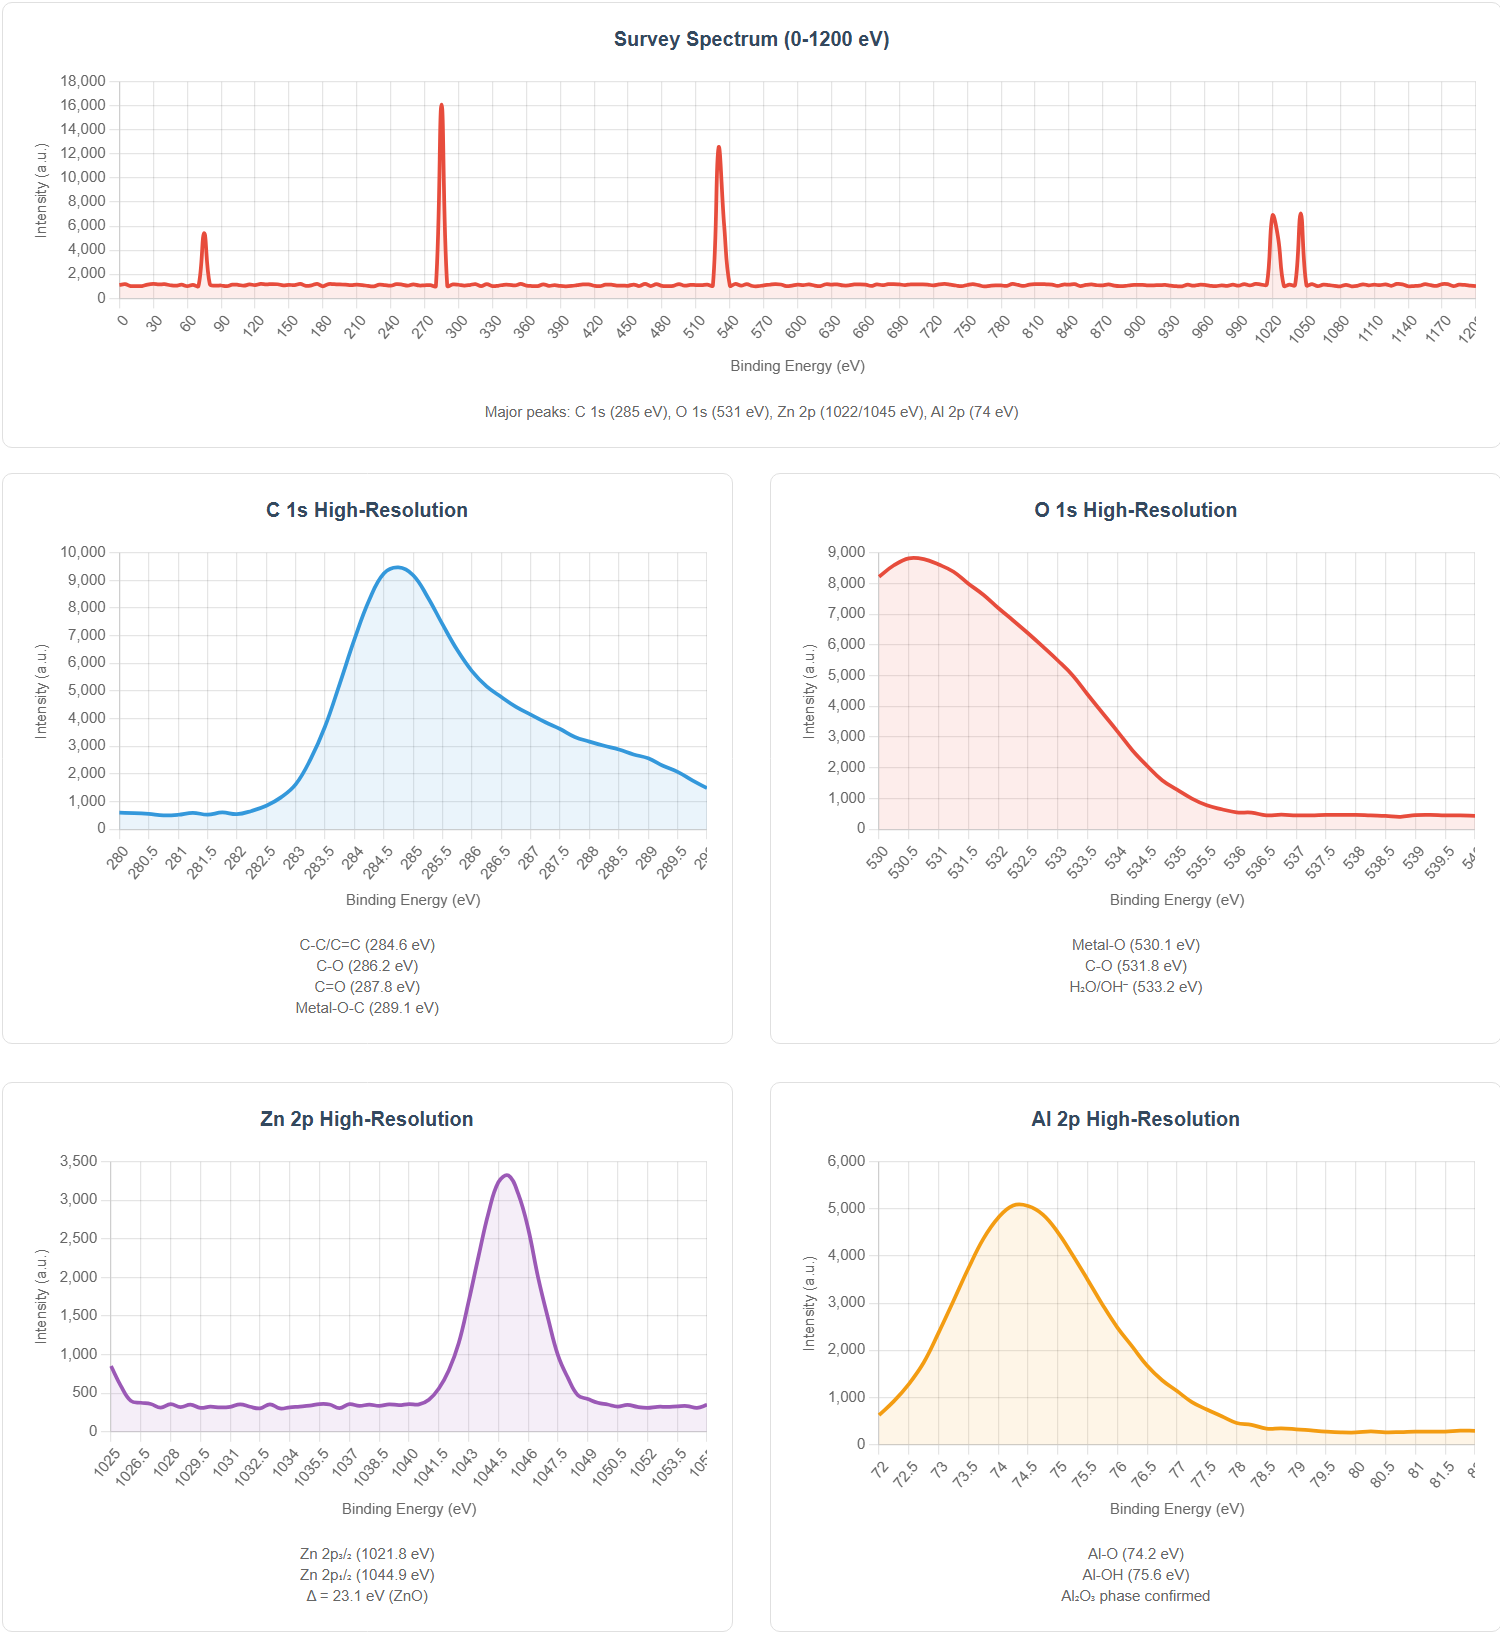 Survey Spectrum (0-1200 eV)
18,000
16,000
14,000
12,000
10,000
8,000
6,000
4,000
2,000
0
Intensity (a.u.)
0 30 60 90 120 150 180 210 240 270 300 330 360 390 420 450 480 510 540 570 600 630 660 690 720 750 780 810 840 870 900 930 960 990 1020 1050 1080 1110 1140 1170
Binding Energy (eV)
Major peaks: C 1s (285 eV), O 1s (531 eV), Zn 2p (1022/1045 eV), Al 2p (74 eV)
C 1s High-Resolution
10,000
9,000
8,000
7,000
6,000
5,000
4,000
3,000
2,000
1,000
0
Intensity (a.u.)
280 280.5 281 281.5 282 282.5 283 283.5 284 284.5 285 285.5 286 286.5 287 287.5 288 288.5 289 289.5
Binding Energy (eV)
C-C/C=C (284.6 eV)
C-O (286.2 eV)
C=O (287.8 eV)
Metal-O-C (289.1 eV)
O 1s High-Resolution
9,000
8,000
7,000
6,000
5,000
4,000
3,000
2,000
1,000
0
Intensity (a.u.)
530 530.5 531 531.5 532 532.5 533 533.5 534 534.5 535 535.5 536 536.5 537 537.5 538 538.5 539 539.5
Binding Energy (eV)
Metal-O (530.1 eV)
C-O (531.8 eV)
H₂O/OH⁻ (533.2 eV)
Zn 2p High-Resolution
3,500
3,000
2,500
2,000
1,500
1,000
500
0
Intensity (a.u.)
1025 1026.5 1028 1029.5 1031 1032.5 1034 1035.5 1037 1038.5 1040 1041.5 1043 1044.5 1046 1047.5 1049 1050.5 1052 1053.5
Binding Energy (eV)
Zn 2p₃/₂ (1021.8 eV)
Zn 2p₁/₂ (1044.9 eV)
Δ = 23.1 eV (ZnO)
Al 2p High-Resolution
6,000
5,000
4,000
3,000
2,000
1,000
0
Intensity (a.u.)
72 72.5 73 73.5 74 74.5 75 75.5 76 76.5 77 77.5 78 78.5 79 79.5 80 80.5 81 81.5
Binding Energy (eV)
Al-O (74.2 eV)
Al-OH (75.6 eV)
Al₂O₃ phase confirmed